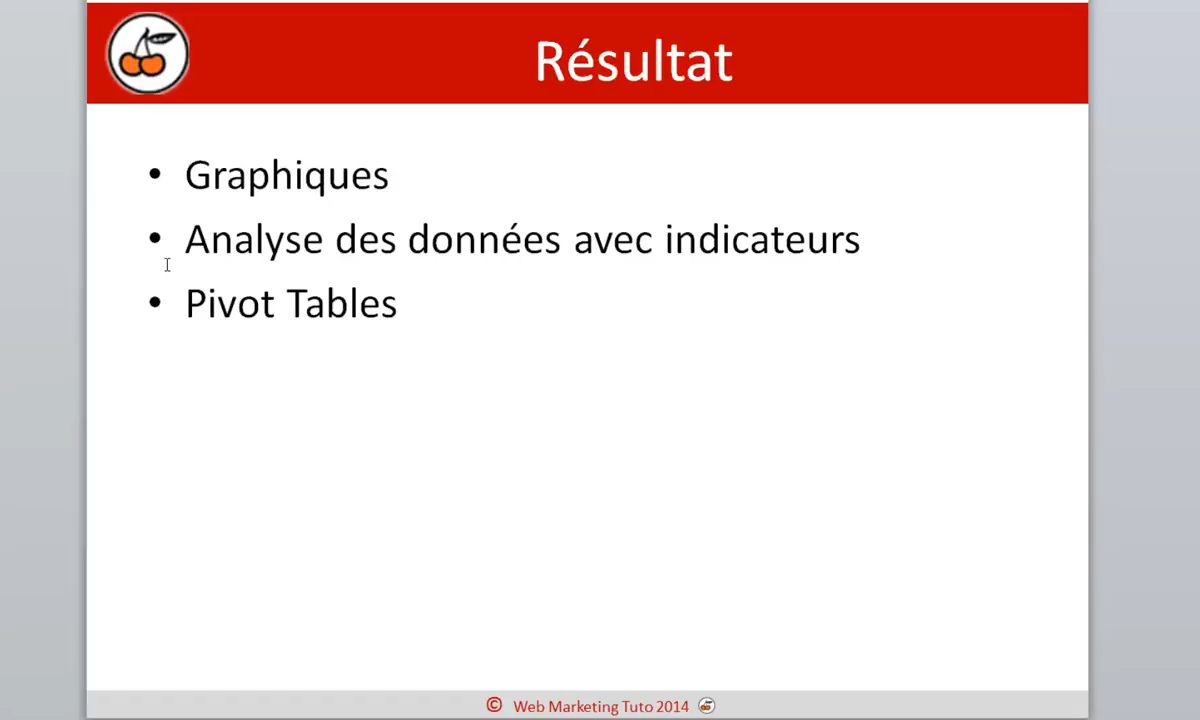 Résultat
• Graphiques
• Analyse des données avec indicateurs
• Pivot Tables
© Web Marketing Tuto 2014